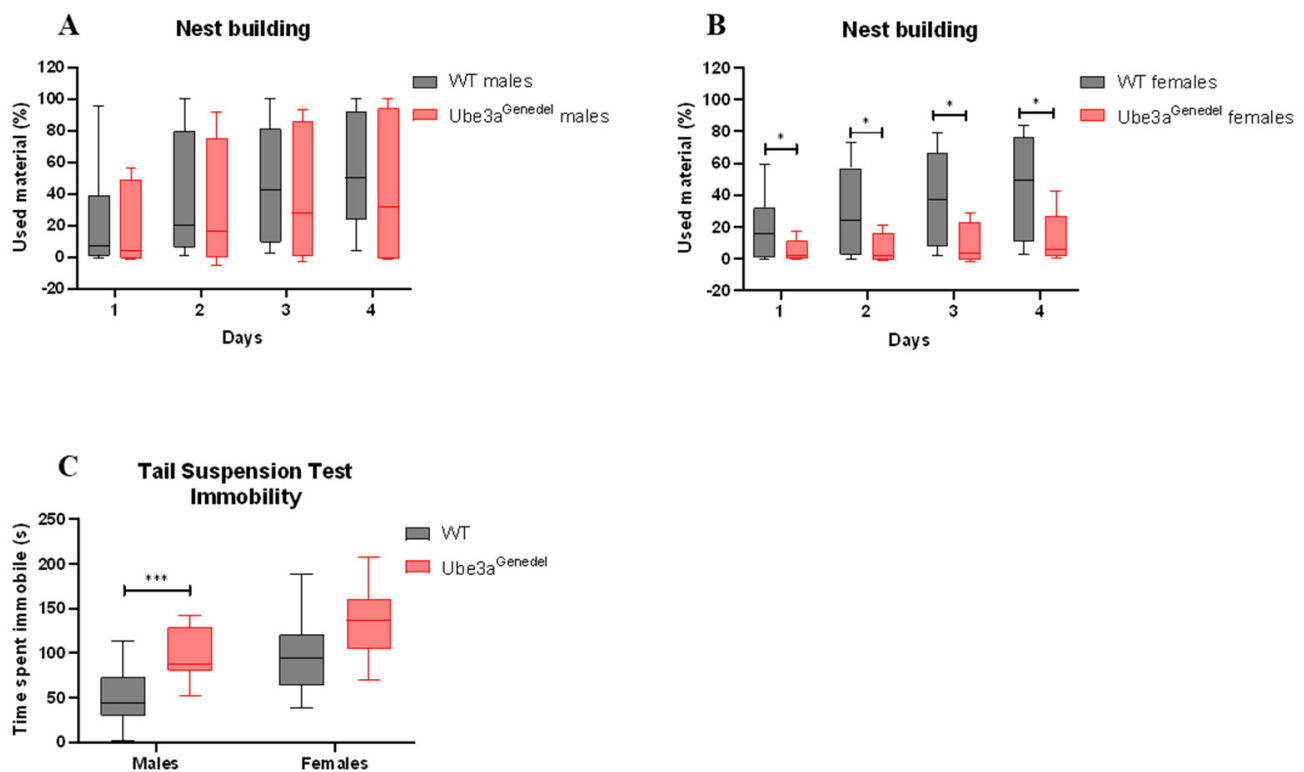 A
Nest building
120
100
80
60
40
20
0
-20
Used material (%)
1 2 3 4
Days
WT males
Ube3aGenedel males
B
Nest building
120
100
80
60
40
20
0
-20
Used material (%)
* * * *
1 2 3 4
Days
WT females
Ube3aGenedel females
C
Tail Suspension Test
Immobility
250
200
150
100
50
0
Time spent immobile (s)
***
Males Females
WT
Ube3aGenedel